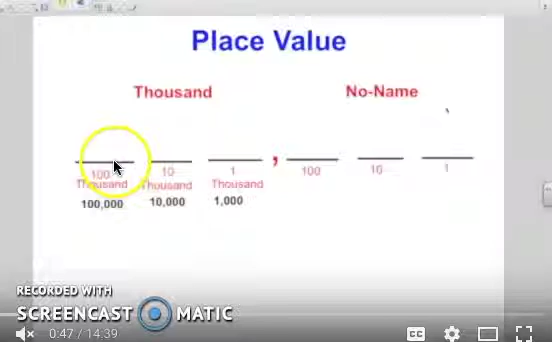 Place Value
Thousand No-Name
,
100 10 1 100 10 1
Thousand Thousand Thousand
100,000 10,000 1,000
RECORDED WITH
SCREENCAST MATIC
0:47 / 14:39 CC